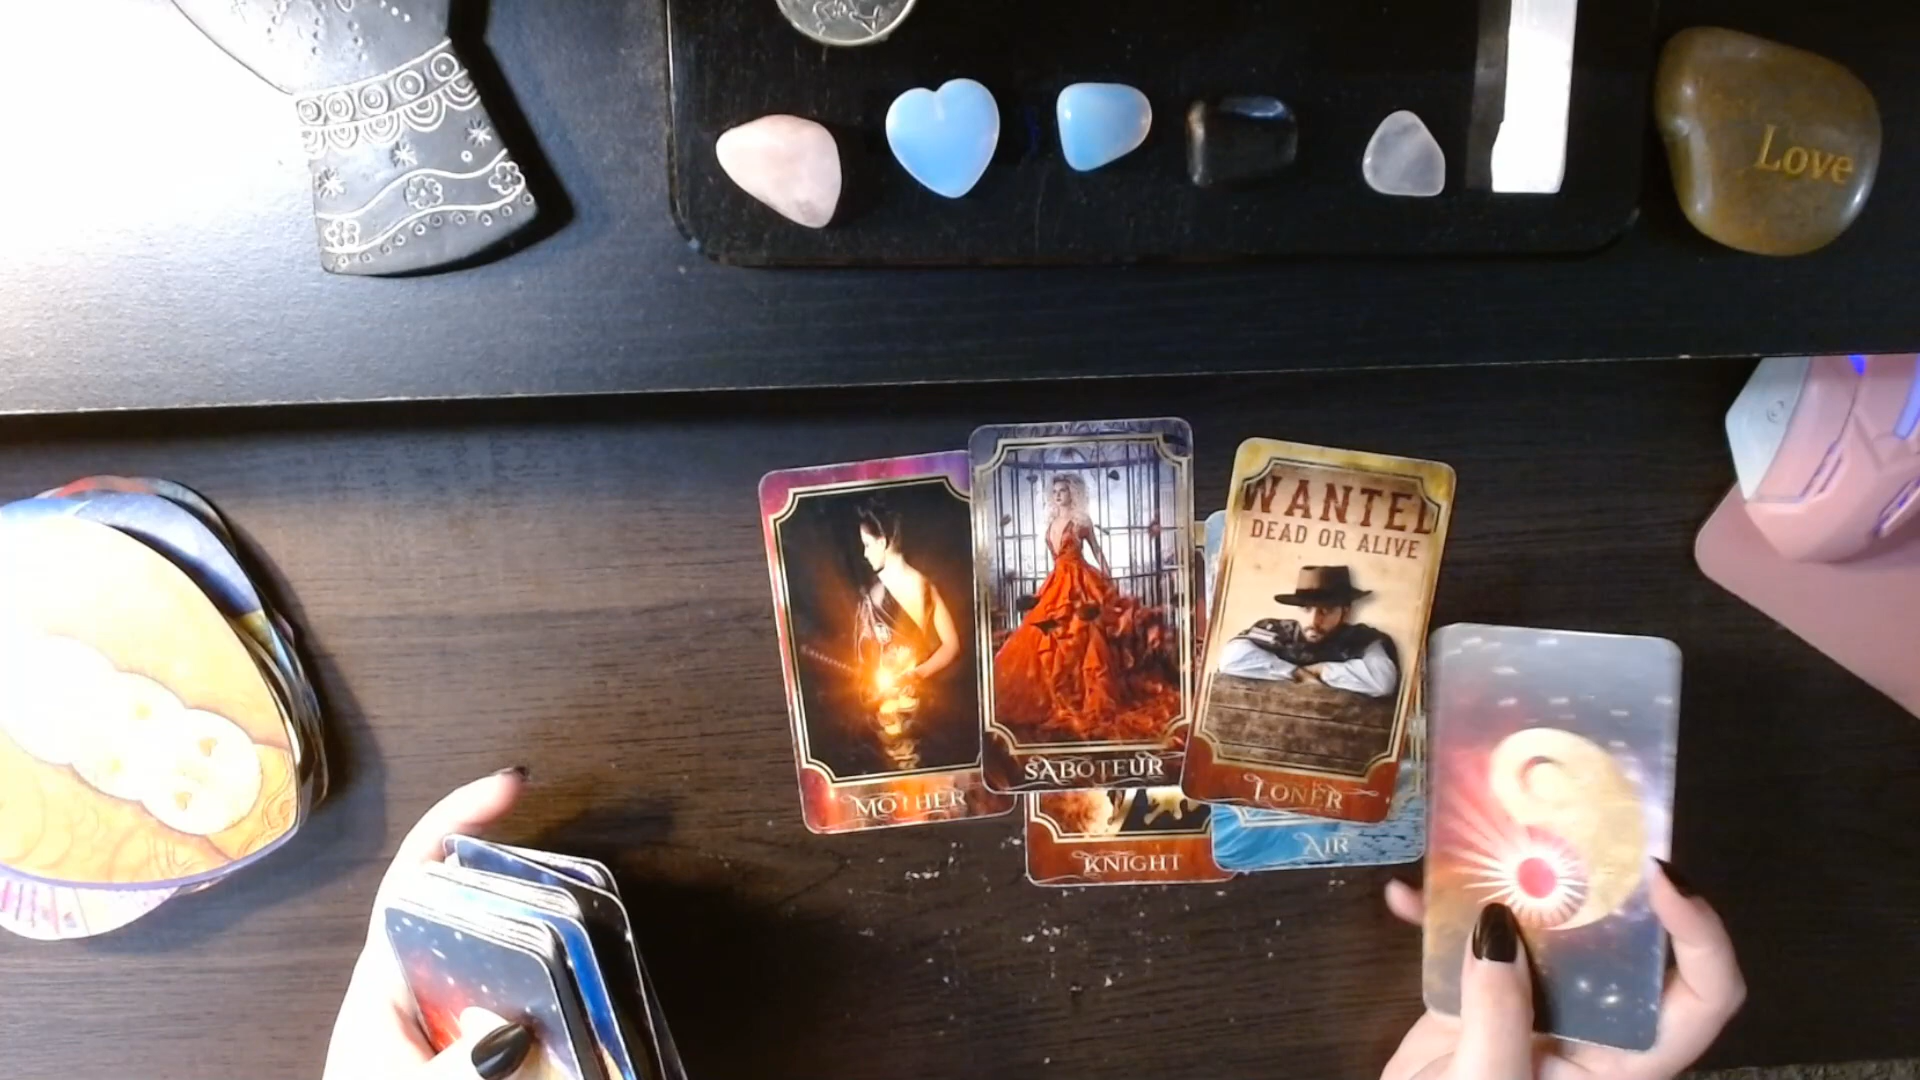 Love
WANTED
DEAD OR ALIVE
MOTHER
SABOTEUR
LONER
KNIGHT
AIR